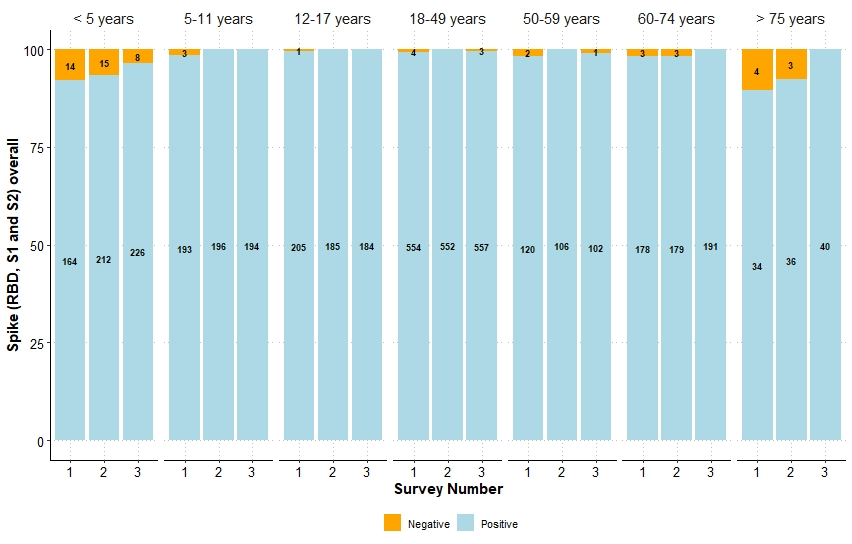 < 5 years 5-11 years 12-17 years 18-49 years 50-59 years 60-74 years > 75 years
Spike (RBD, S1 and S2) overall
100
75
50
25
0
14 15 8 3 1 4 3 2 1 3 3 4 3
164 212 226 193 196 194 205 185 184 554 552 557 120 106 102 178 179 191 34 36 40
1 2 3 1 2 3 1 2 3 1 2 3 1 2 3 1 2 3 1 2 3
Survey Number
Negative Positive